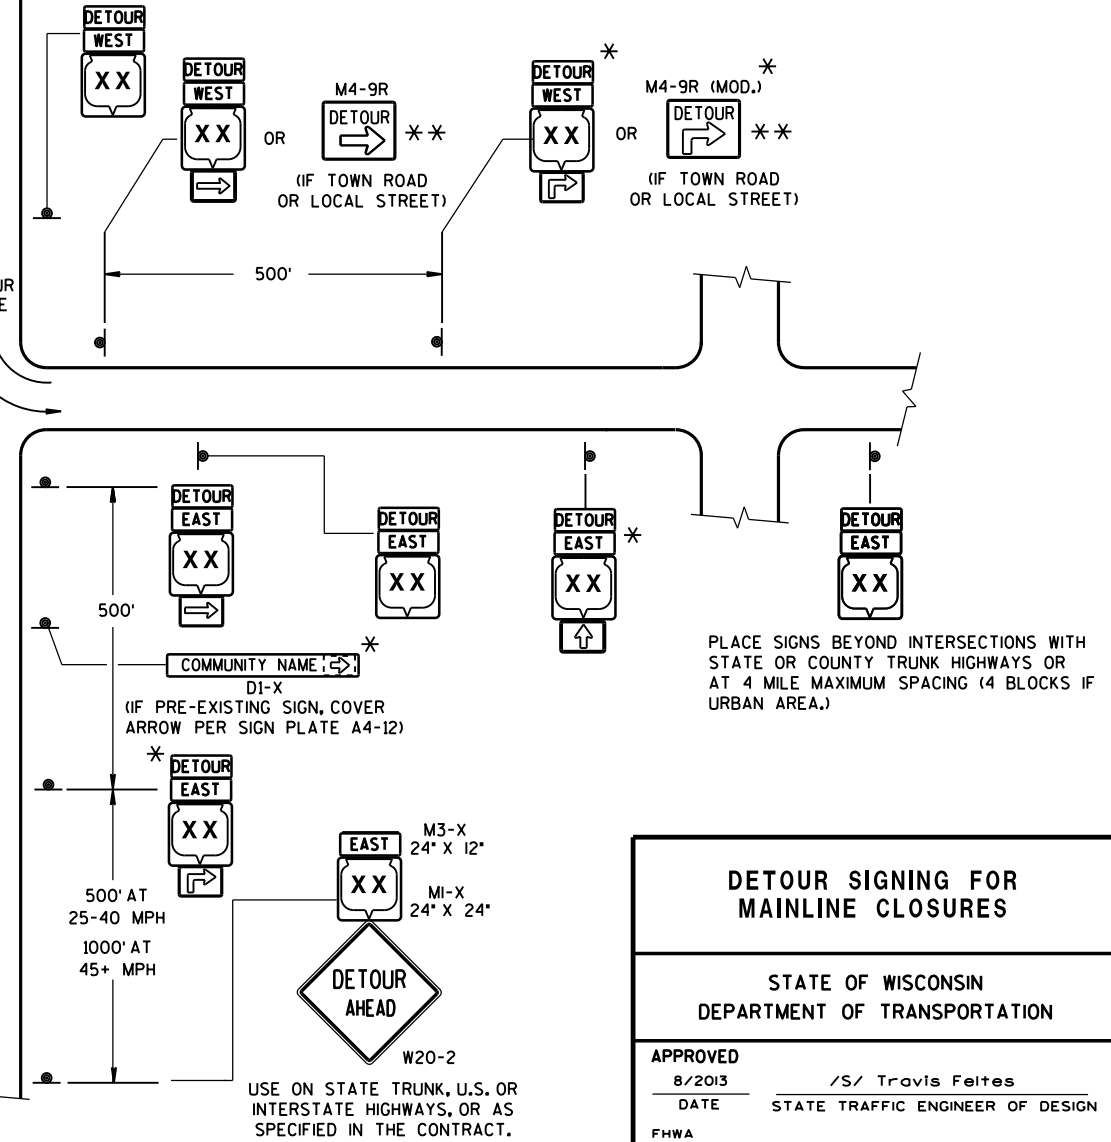 DETOUR
WEST
XX
DETOUR
WEST
XX
OR
M4-9R
DETOUR
**
(IF TOWN ROAD
OR LOCAL STREET)
DETOUR
*
WEST
XX
OR
M4-9R (MOD.)
*
DETOUR
**
(IF TOWN ROAD
OR LOCAL STREET)
500'
DETOUR
EAST
XX
500'
DETOUR
EAST
XX
DETOUR
EAST
*
XX
DETOUR
EAST
XX
PLACE SIGNS BEYOND INTERSECTIONS WITH
STATE OR COUNTY TRUNK HIGHWAYS OR
AT 4 MILE MAXIMUM SPACING (4 BLOCKS IF
URBAN AREA.)
COMMUNITY NAME
*
D1-X
(IF PRE-EXISTING SIGN, COVER
ARROW PER SIGN PLATE A4-12)
*
DETOUR
EAST
XX
500' AT
25-40 MPH
1000' AT
45+ MPH
EAST
M3-X
24" X 12"
XX
M1-X
24" X 24"
DETOUR
AHEAD
W20-2
USE ON STATE TRUNK, U.S. OR
INTERSTATE HIGHWAYS, OR AS
SPECIFIED IN THE CONTRACT.
DETOUR SIGNING FOR
MAINLINE CLOSURES
STATE OF WISCONSIN
DEPARTMENT OF TRANSPORTATION
APPROVED
8/2013 /S/ Travis Feltes
DATE STATE TRAFFIC ENGINEER OF DESIGN
FHWA